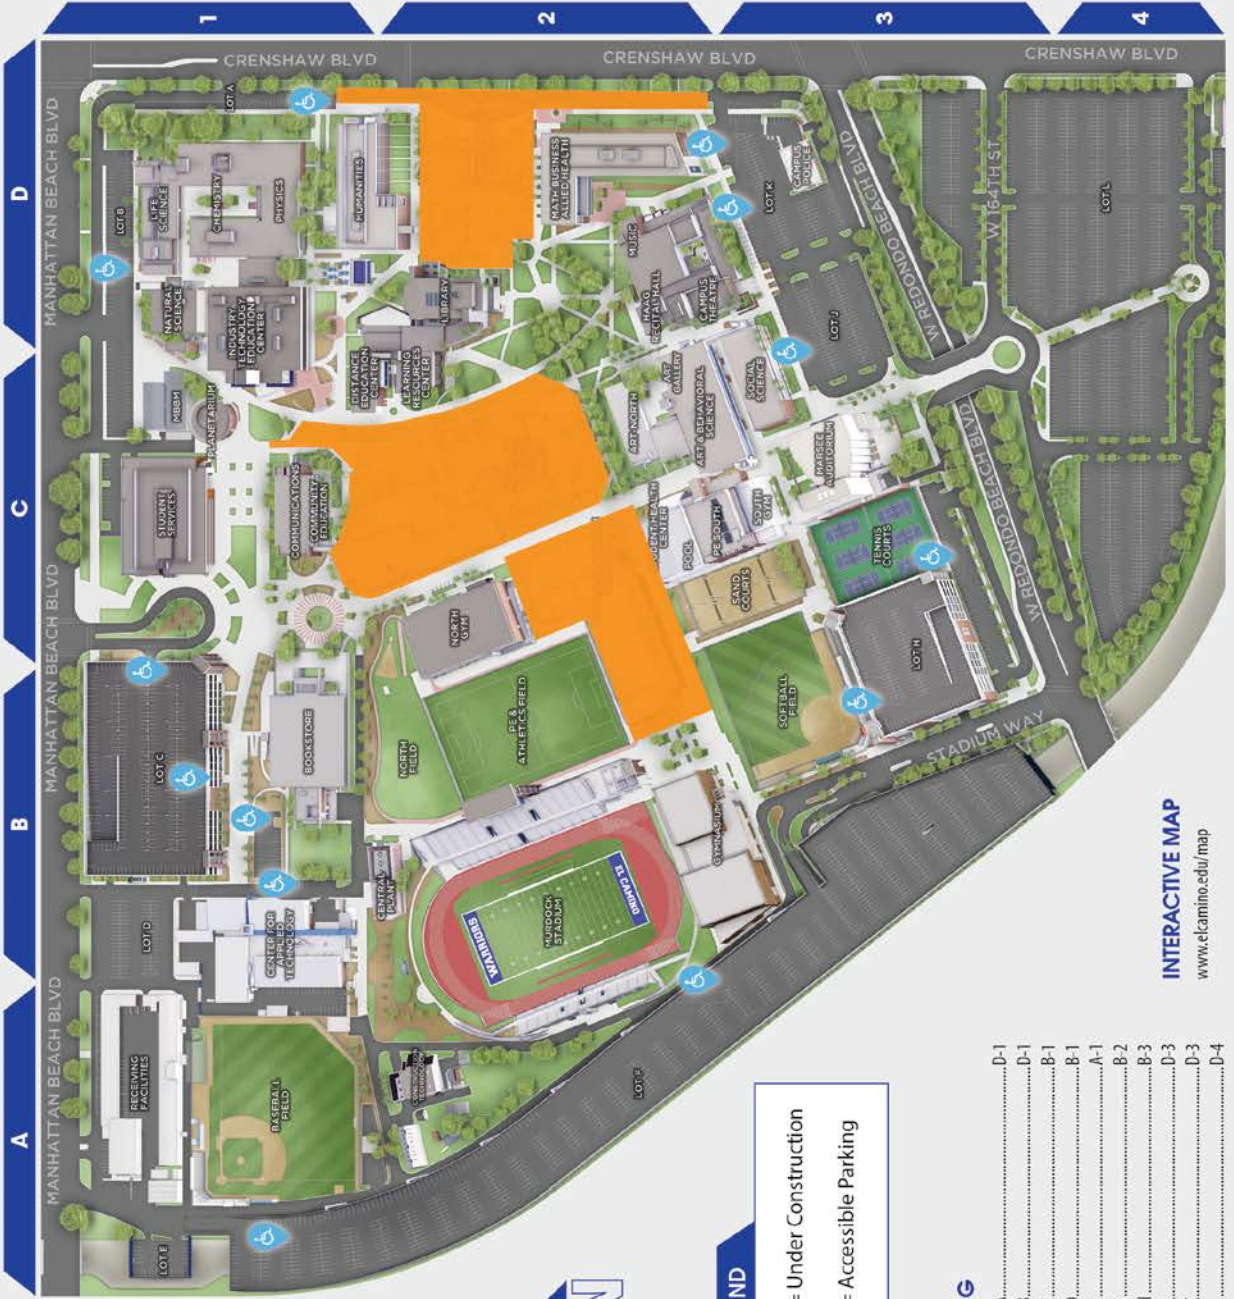 A
B
C
D
1
2
3
4
MANHATTAN BEACH BLVD
MANHATTAN BEACH BLVD
MANHATTAN BEACH BLVD
MANHATTAN BEACH BLVD
CRENSHAW BLVD
CRENSHAW BLVD
CRENSHAW BLVD
LOT E
RECEIVING
FACILITIES
LOT D
LOT C
STUDENT
SERVICES
MBBM
PLANETARIUM
NATURAL
SCIENCE
LIFE
SCIENCE
LOT B
LOT A
CHEMISTRY
PHYSICS
INDUSTRY
TECHNOLOGY
EDUCATION
CENTER
HUMANITIES
BASEBALL
FIELD
CENTER FOR
APPLIED
TECHNOLOGY
BOOKSTORE
COMMUNICATIONS
COMMUNITY
EDUCATION
DISTANCE
EDUCATION
CENTER
LEARNING
RESOURCES
CENTER
LIBRARY
CENTRAL
PLANT
CONSTRUCTION
TECHNOLOGY
NORTH
FIELD
NORTH
GYM
PE &
ATHLETICS FIELD
WARRIORS
MURDOCK
STADIUM
EL CAMINO
MATH BUSINESS
ALLIED HEALTH
MUSIC
HAAG
RECITAL HALL
CAMPUS
THEATRE
ART NORTH
ART
GALLERY
ART & BEHAVIORAL
SCIENCE
SOCIAL
SCIENCE
UDENT HEALTH
CENTER
POOL
PE SOUTH
SOUTH
GYM
SAND
COURTS
GYMNASIUM
SOFTBALL
FIELD
LOT F
MARSEE
AUDITORIUM
TENNIS
COURTS
LOT H
LOT J
LOT K
CAMPUS
POLICE
W REDONDO BEACH BLVD
W REDONDO BEACH BLVD
STADIUM WAY
W 164TH ST
LOT L
ND
= Under Construction
= Accessible Parking
INTERACTIVE MAP
www.elcamino.edu/map
G
D-1
D-1
B-1
B-1
A-1
B-2
B-3
D-3
D-3
D-4